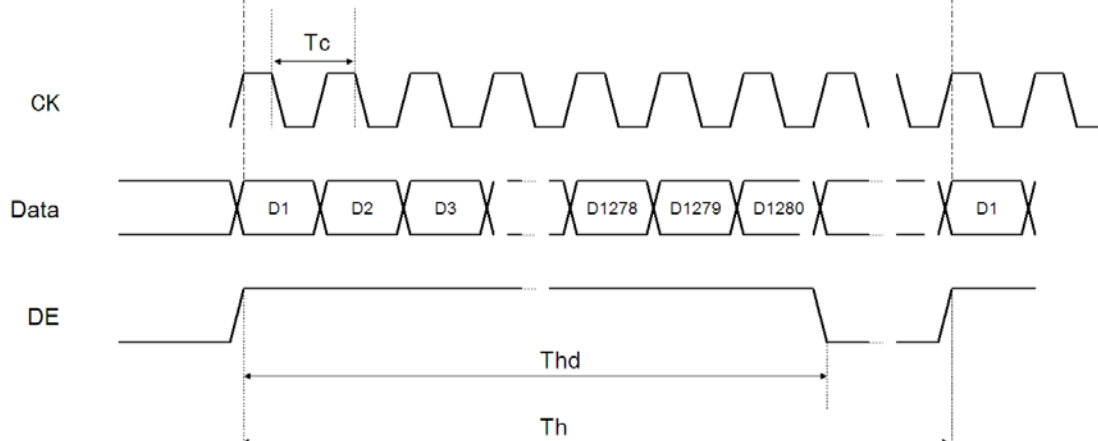 Tc
CK
Data D1 D2 D3 D1278 D1279 D1280 D1
DE
Thd
Th